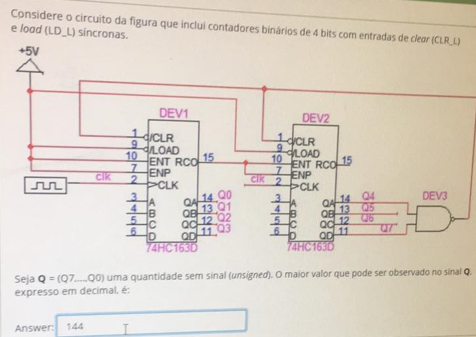 Considere o circuito da figura que inclui contadores binários de 4 bits com entradas de clear (CLR_L)
e load (LD_L) síncronas.
+5V
DEV1
1 /CLR
9 /LOAD
10 ENT RCO 15
7 ENP
clk 2 >CLK
3 A QA 14 Q0
4 B QB 13 Q1
5 C QC 12 Q2
6 D QD 11 Q3
74HC163D
DEV2
1 /CLR
9 /LOAD
10 ENT RCO 15
7 ENP
clk 2 >CLK
3 A QA 14 Q4
4 B QB 13 Q5
5 C QC 12 Q6
6 D QD 11 Q7
74HC163D
DEV3
Seja Q = (Q7,...,Q0) uma quantidade sem sinal (unsigned). O maior valor que pode ser observado no sinal Q,
expresso em decimal, é:
Answer: 144